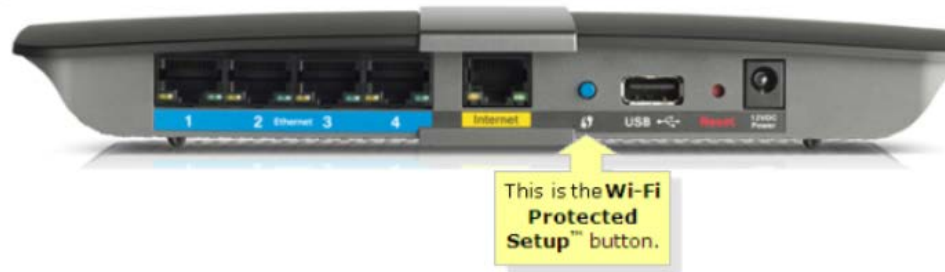 1 2 Ethernet 3 4 Internet USB Reset 12VDC
Power
This is the Wi-Fi
Protected
Setup™ button.